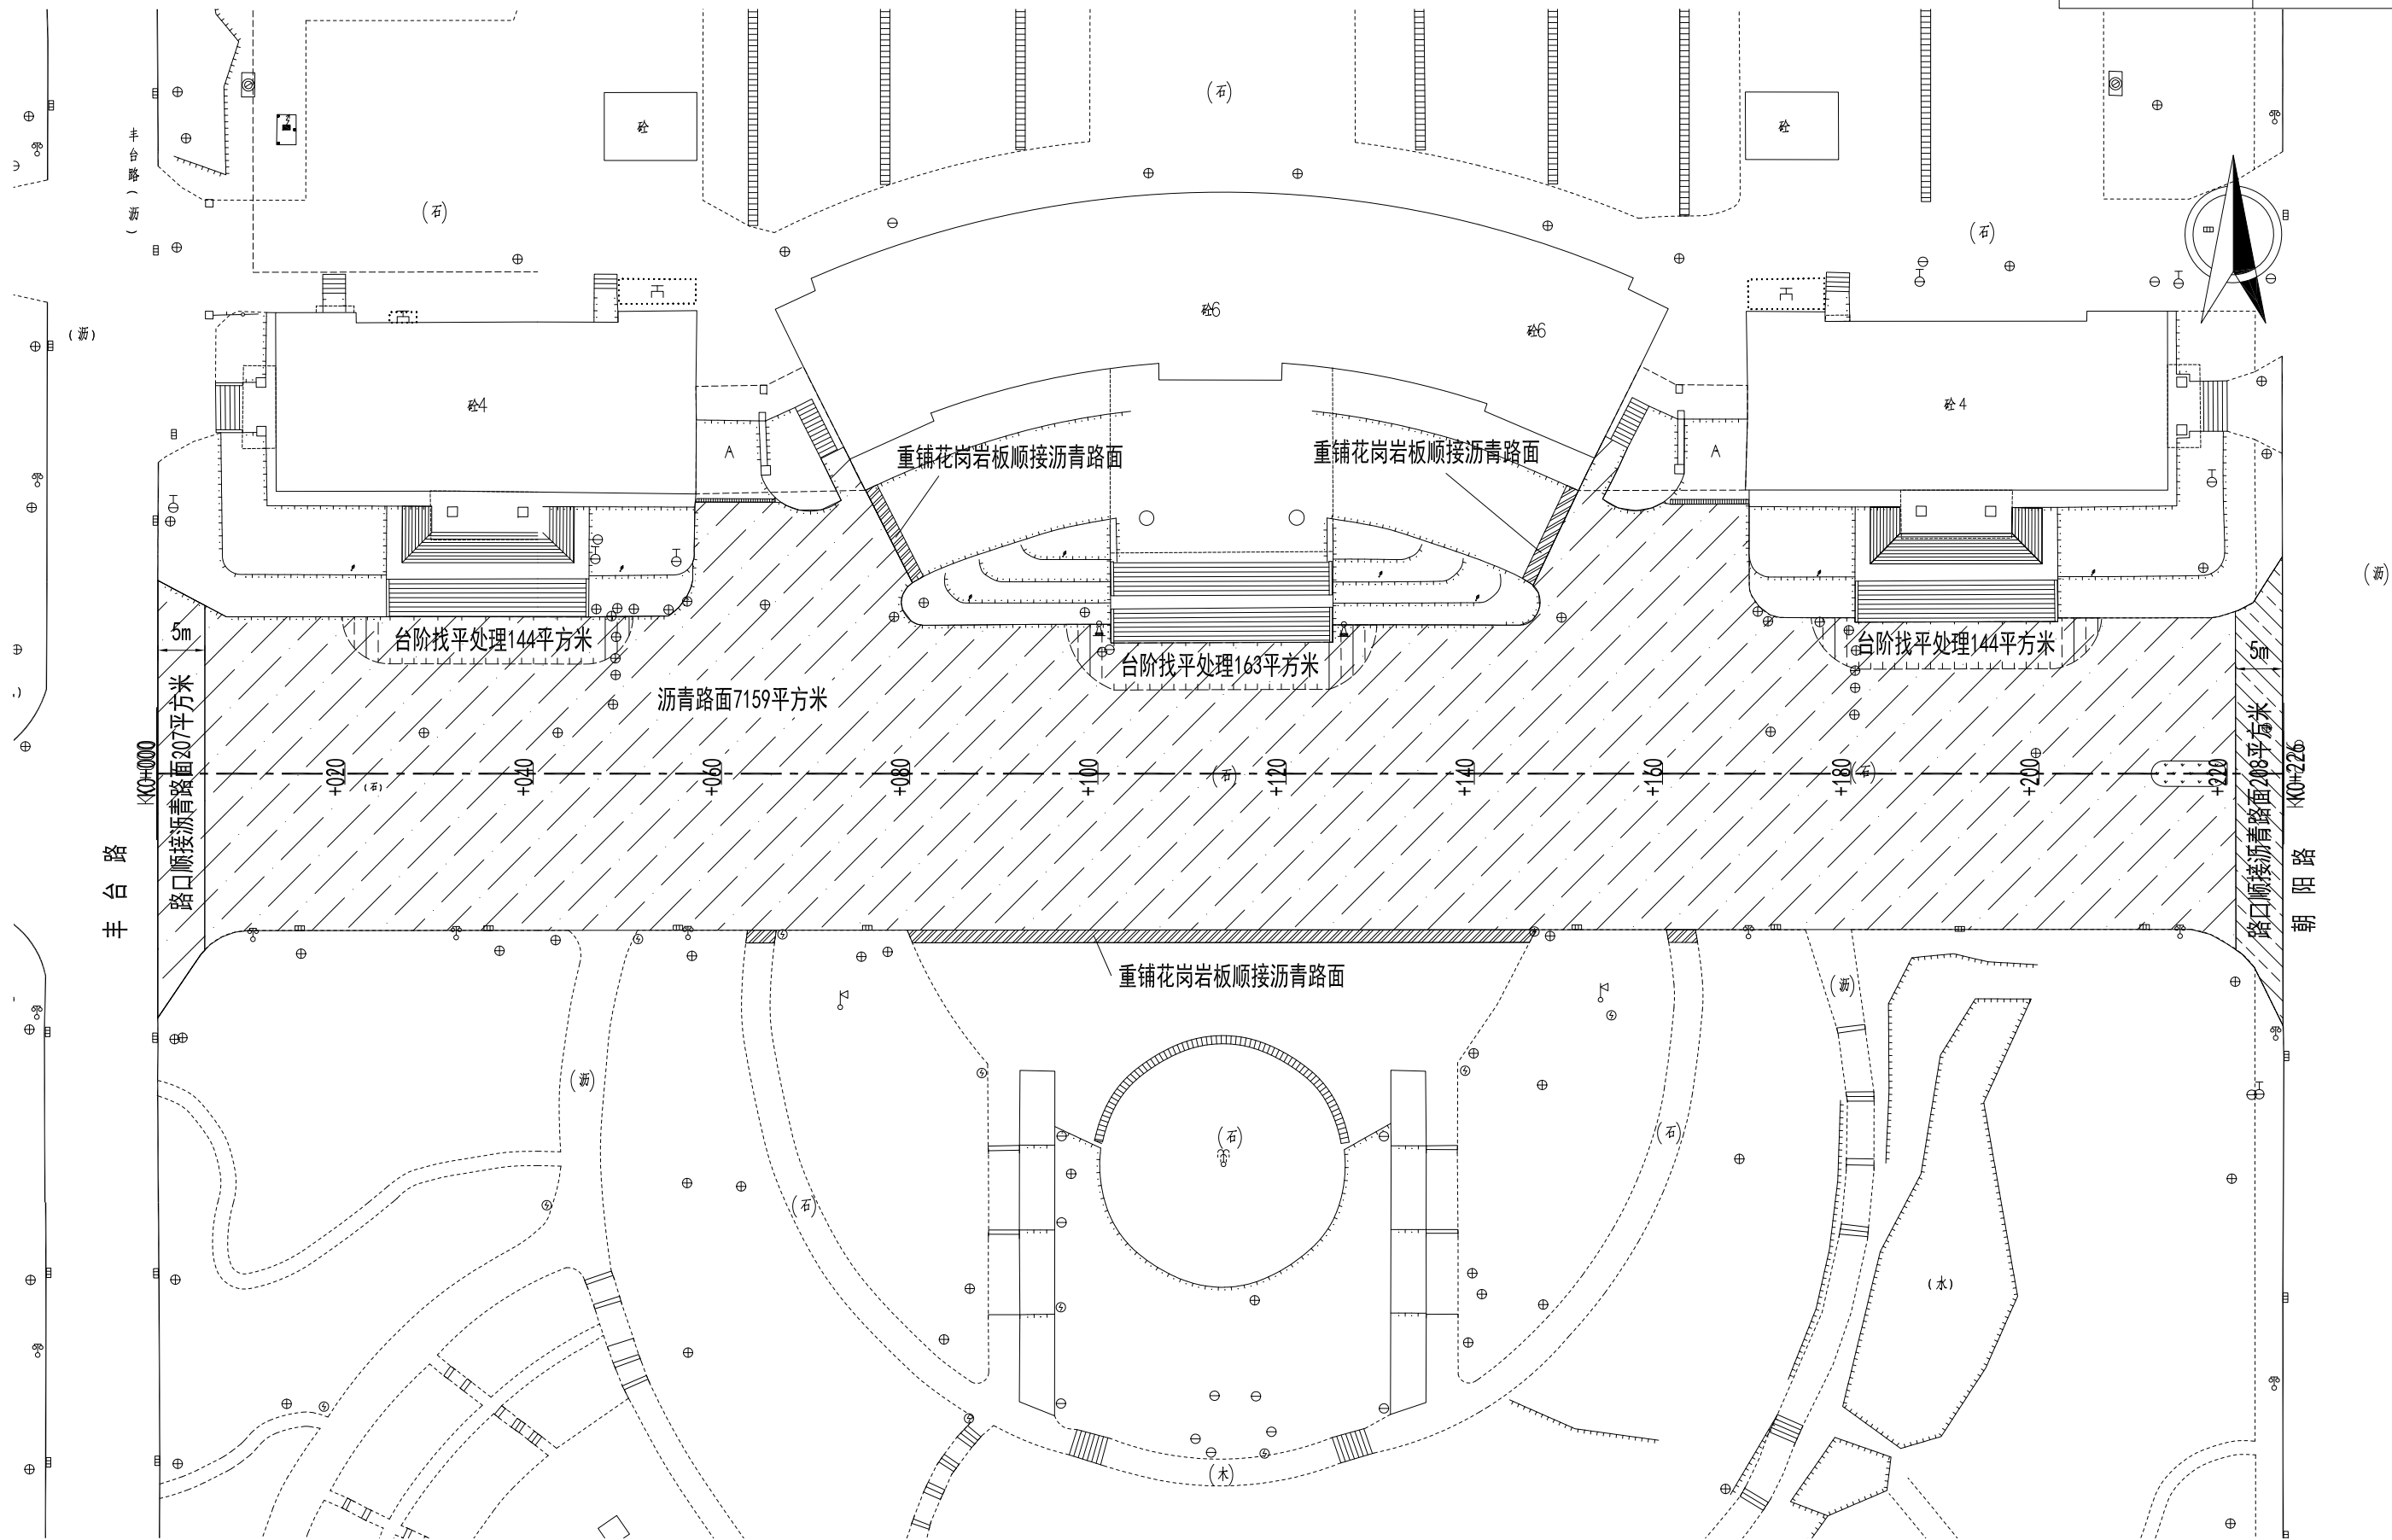 (石)
砼
砼
丰台路(沥)
(石)
(石)
砼6
砼6
(沥)
砼4
砼4
A
A
重铺花岗岩板顺接沥青路面
重铺花岗岩板顺接沥青路面
(沥)
5m
台阶找平处理144平方米
台阶找平处理163平方米
台阶找平处理144平方米
5m
沥青路面7159平方米
路口顺接沥青路面207平方米
路口顺接沥青路面208平方米
K0+000
+020
(石)
+040
+060
+080
+100
(石)
+120
+140
+160
+180
(石)
+200
+220
K0+226
丰台路
朝阳路
重铺花岗岩板顺接沥青路面
(沥)
(沥)
(石)
(石)
(石)
(水)
(木)